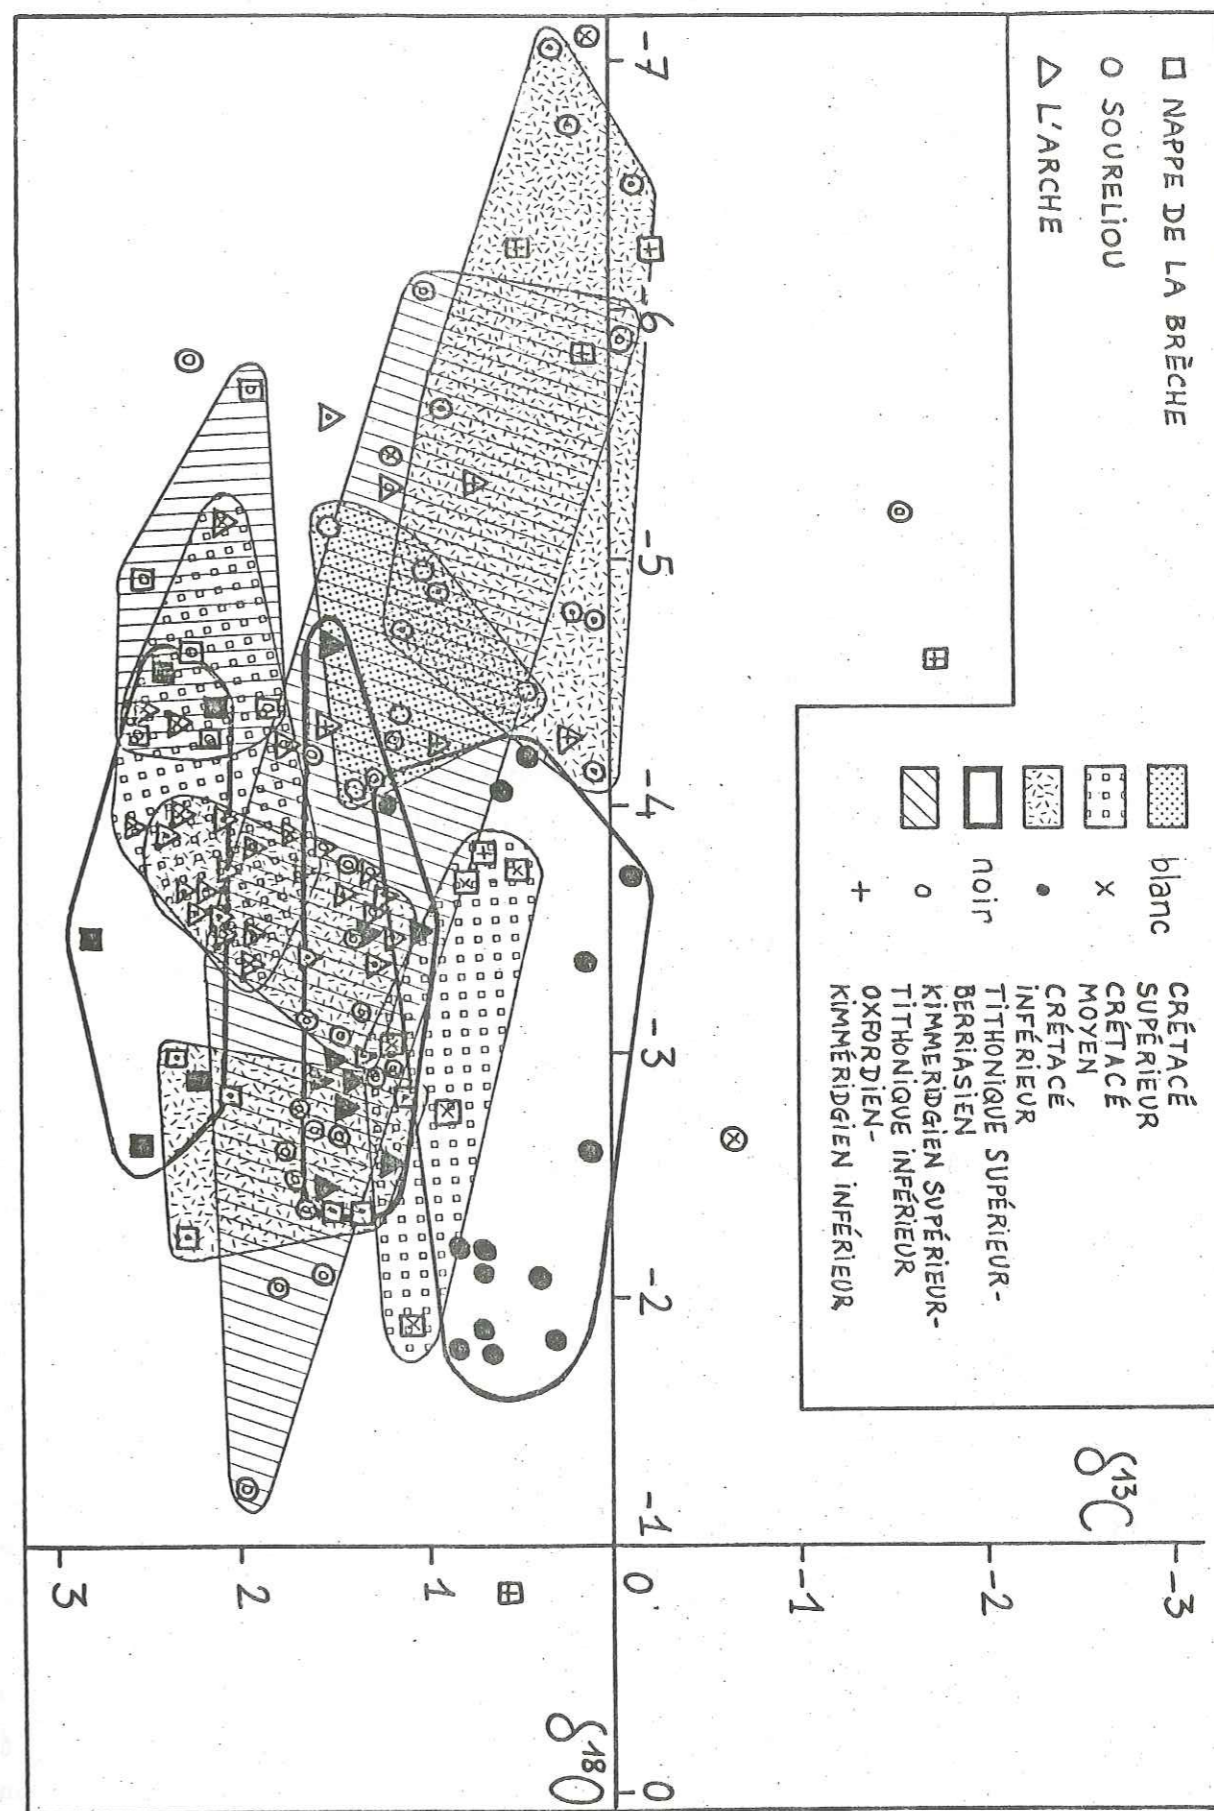 □ NAPPE DE LA BRÈCHE
○ SOURELIOU
△ L'ARCHE
blanc CRÉTACÉ SUPÉRIEUR
x CRÉTACÉ MOYEN
● CRÉTACÉ INFÉRIEUR
noir TITHONIQUE SUPÉRIEUR-
BERRIASIEN
o KIMMERIDGIEN SUPÉRIEUR-
TITHONIQUE INFÉRIEUR
+ OXFORDIEN-
KIMMÉRIDGIEN INFÉRIEUR
δ¹³C
-3
-2
-1
0
1
2
3
-7
-6
-5
-4
-3
-2
-1
0
δ¹⁸O